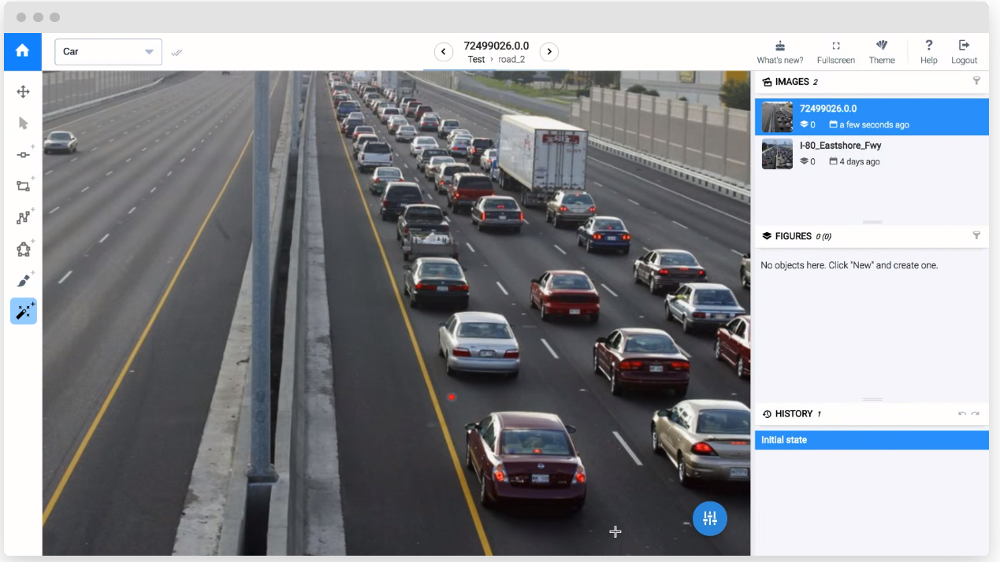 Car
72499026.0.0
Test > road_2
What's new?
Fullscreen
Theme
Help
Logout
IMAGES 2
72499026.0.0
0 a few seconds ago
I-80_Eastshore_Fwy
0 4 days ago
FIGURES 0 (0)
No objects here. Click "New" and create one.
HISTORY 1
Initial state